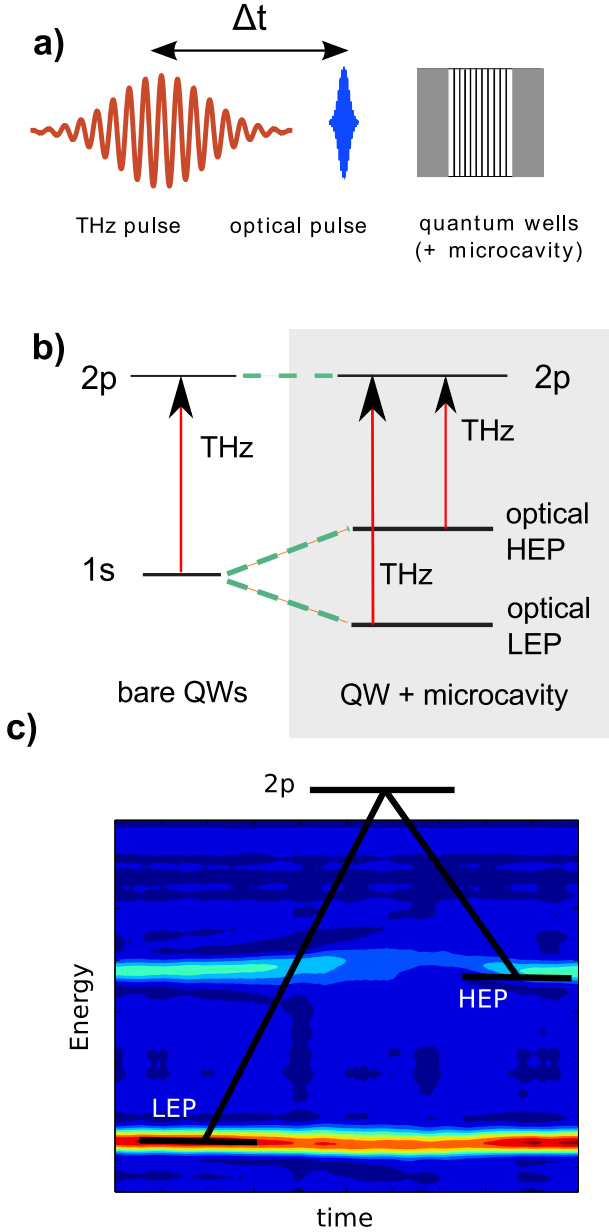 a)
Δt
THz pulse
optical pulse
quantum wells
(+ microcavity)
b)
2p
2p
THz
THz
optical
HEP
1s
THz
optical
LEP
bare QWs
QW + microcavity
c)
2p
Energy
HEP
LEP
time